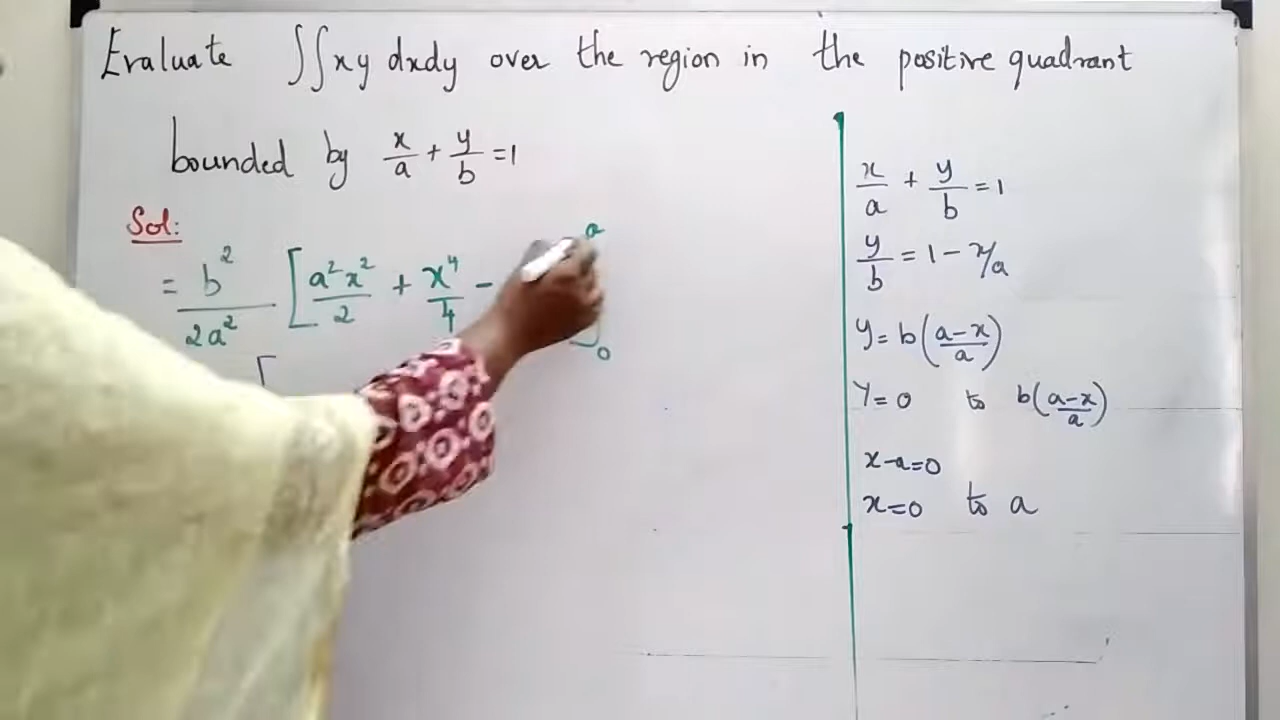 Evaluate ∫∫xy dxdy over the region in the positive quadrant
bounded by x/a + y/b = 1
Sol:
= b²/2a² [a²x²/2 + x⁴/4 -
a
0
[
x/a + y/b = 1
y/b = 1 - x/a
y = b(a-x/a)
y = 0 to b(a-x/a)
x-a=0
x=0 to a